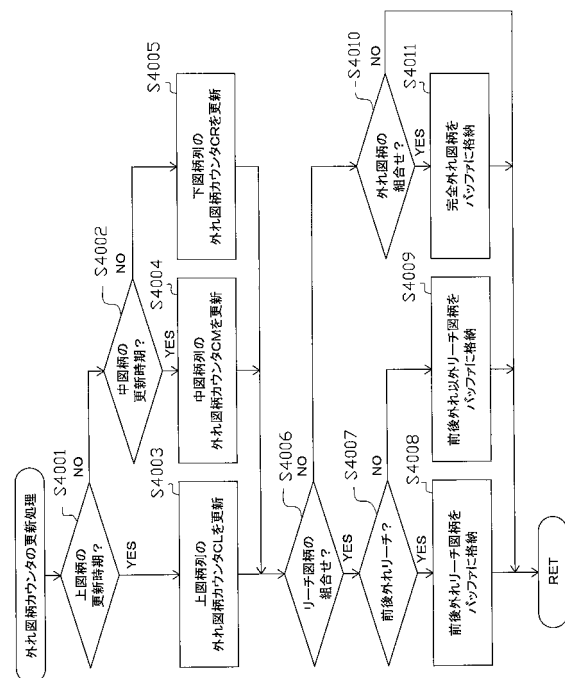 外れ図柄カウンタの更新処理
S4001
上図柄の
更新時期?
NO
YES
S4002
中図柄の
更新時期?
NO
YES
S4003
上図柄列の
外れ図柄カウンタCLを更新
S4004
中図柄列の
外れ図柄カウンタCMを更新
S4005
下図柄列の
外れ図柄カウンタCRを更新
S4006
リーチ図柄の
組合せ?
NO
YES
S4007
前後外れリーチ?
NO
YES
S4008
前後外れリーチ図柄を
バッファに格納
S4009
前後外れ以外リーチ図柄を
バッファに格納
S4010
外れ図柄の
組合せ?
NO
YES
S4011
完全外れ図柄を
バッファに格納
RET